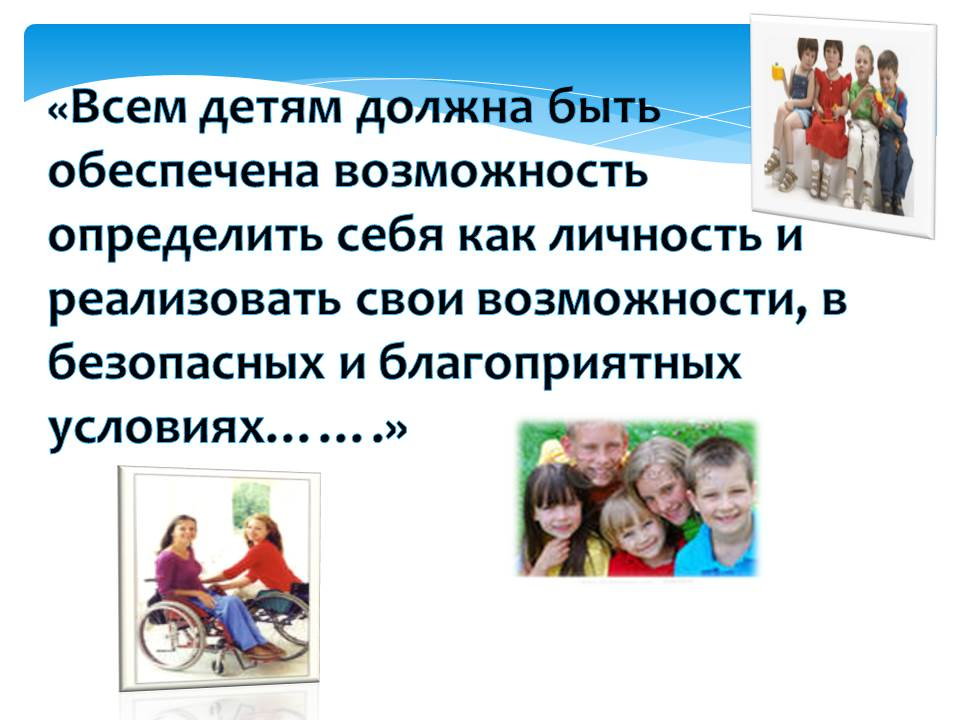 «Всем детям должна быть
обеспечена возможность
определить себя как личность и
реализовать свои возможности, в
безопасных и благоприятных
условиях…….»